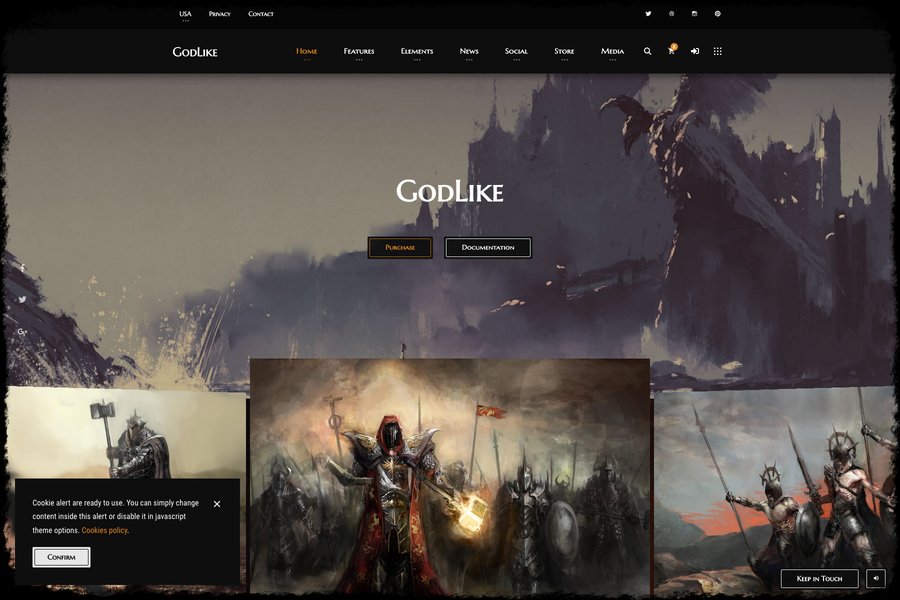 USA Privacy Contact
GodLike
Home Features Elements News Social Store Media
GodLike
Purchase Documentation
Cookie alert are ready to use. You can simply change
content inside this alert or disable it in javascript
theme options. Cookies policy.
Confirm
Keep in Touch